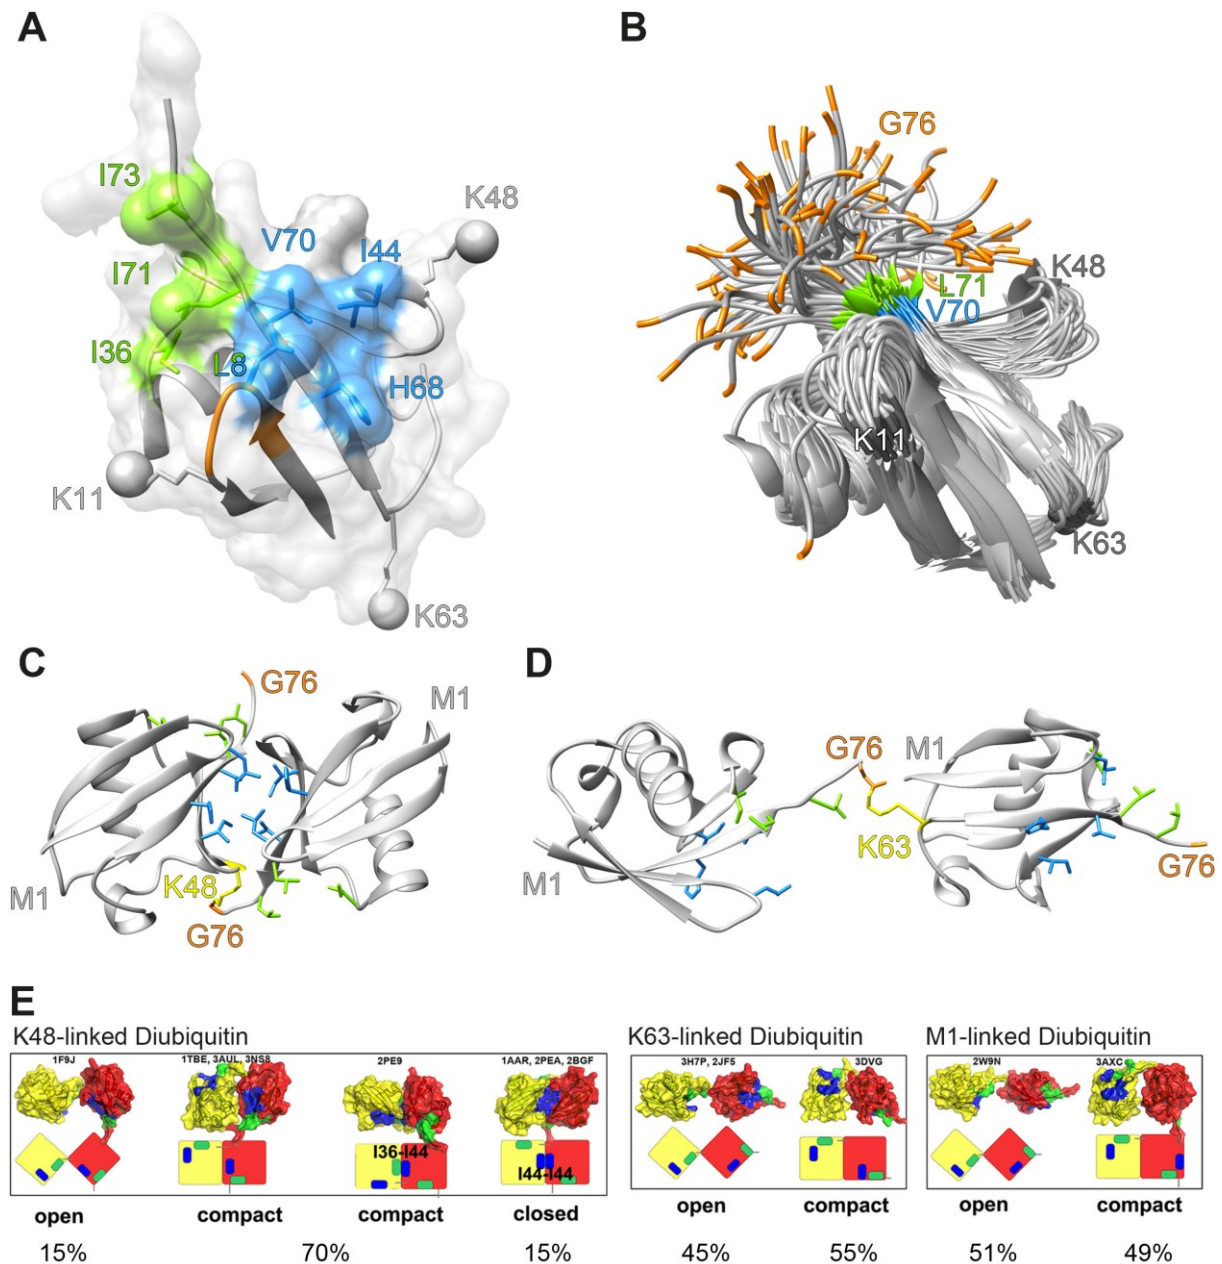 A
I73
V70
I44
K48
I71
I36
L8
H68
K11
K63
B
G76
K48
L71
V70
K11
K63
C
G76
M1
M1
K48
G76
D
G76
M1
K63
M1
G76
E
K48-linked Diubiquitin
1F9J
1TBE, 3AUL, 3NS8
2PE9
1AAR, 2PEA, 2BGF
I36-I44
I44-I44
open
compact
compact
closed
15%
70%
15%
K63-linked Diubiquitin
3H7P, 2JF5
3DVG
open
compact
45%
55%
M1-linked Diubiquitin
2W9N
3AXC
open
compact
51%
49%